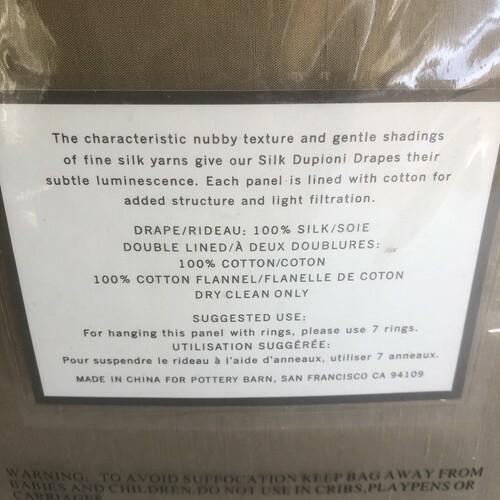 The characteristic nubby texture and gentle shadings
of fine silk yarns give our Silk Dupioni Drapes their
subtle luminescence. Each panel is lined with cotton for
added structure and light filtration.
DRAPE/RIDEAU: 100% SILK/SOIE
DOUBLE LINED/À DEUX DOUBLURES:
100% COTTON/COTON
100% COTTON FLANNEL/FLANELLE DE COTON
DRY CLEAN ONLY
SUGGESTED USE:
For hanging this panel with rings, please use 7 rings.
UTILISATION SUGGÉRÉE:
Pour suspendre le rideau à l'aide d'anneaux, utiliser 7 anneaux.
MADE IN CHINA FOR POTTERY BARN, SAN FRANCISCO CA 94109
WARNING: TO AVOID SUFFOCATION KEEP BAG AWAY FROM
BABIES AND CHILDREN DO NOT USE IN CRIBS, PLAYPENS OR
CARRIAGES